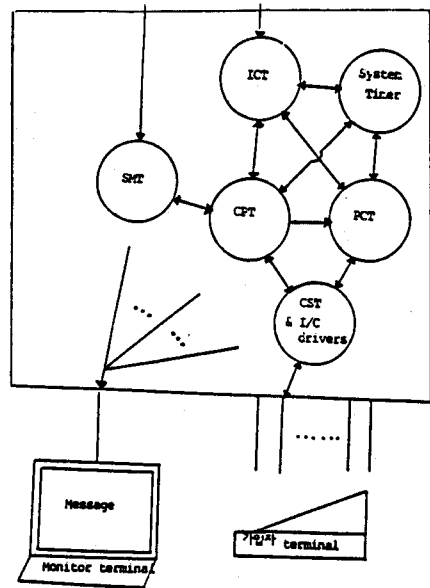 ICT
System
Timer
SMT
CPT
PCT
CST
& I/C
drivers
Message
Monitor terminal
가입자 terminal